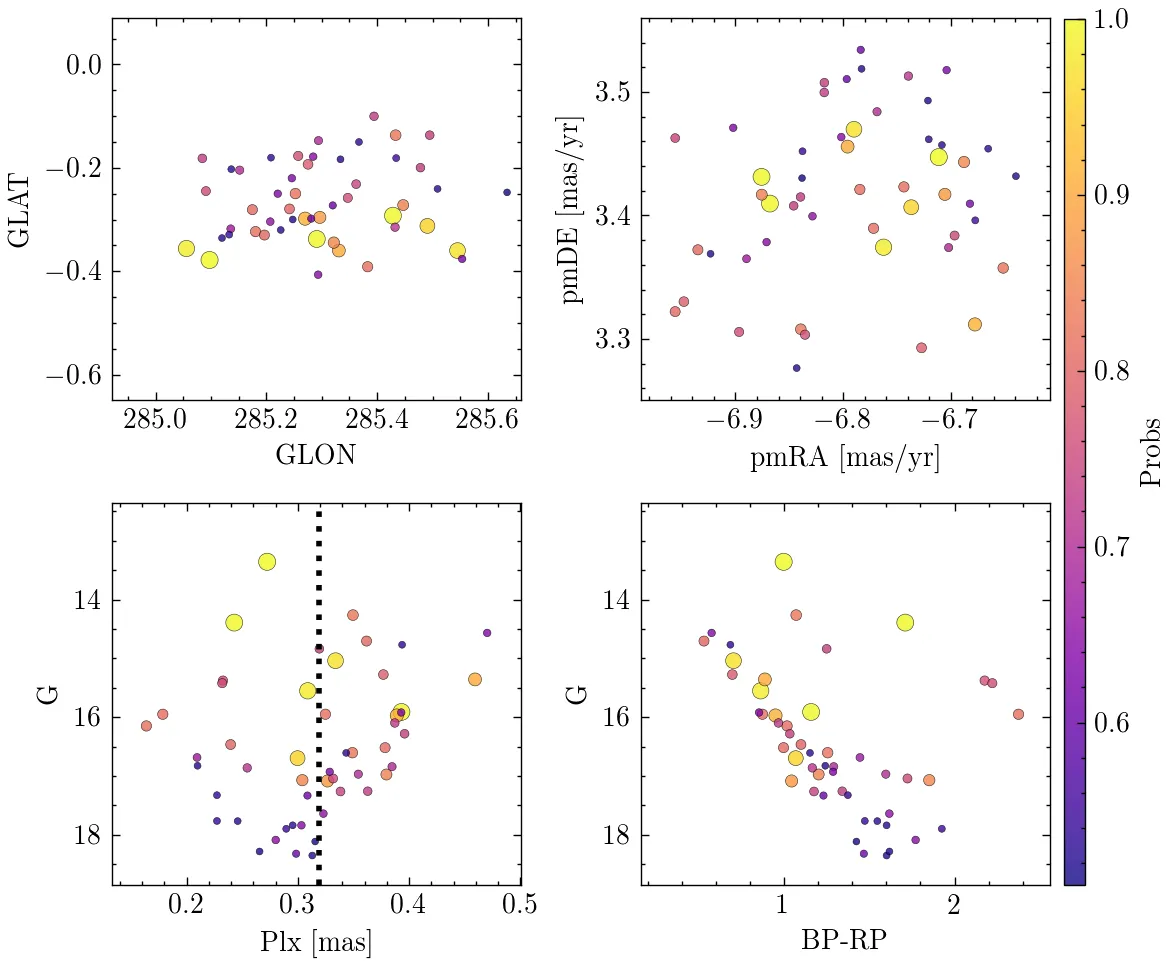 0.0
−0.2
−0.4
−0.6
GLAT
285.0 285.2 285.4 285.6
GLON
3.5
3.4
3.3
pmDE [mas/yr]
−6.9 −6.8 −6.7
pmRA [mas/yr]
1.0
0.9
0.8
0.7
0.6
Probs
14
16
18
G
0.2 0.3 0.4 0.5
Plx [mas]
14
16
18
G
1 2
BP-RP